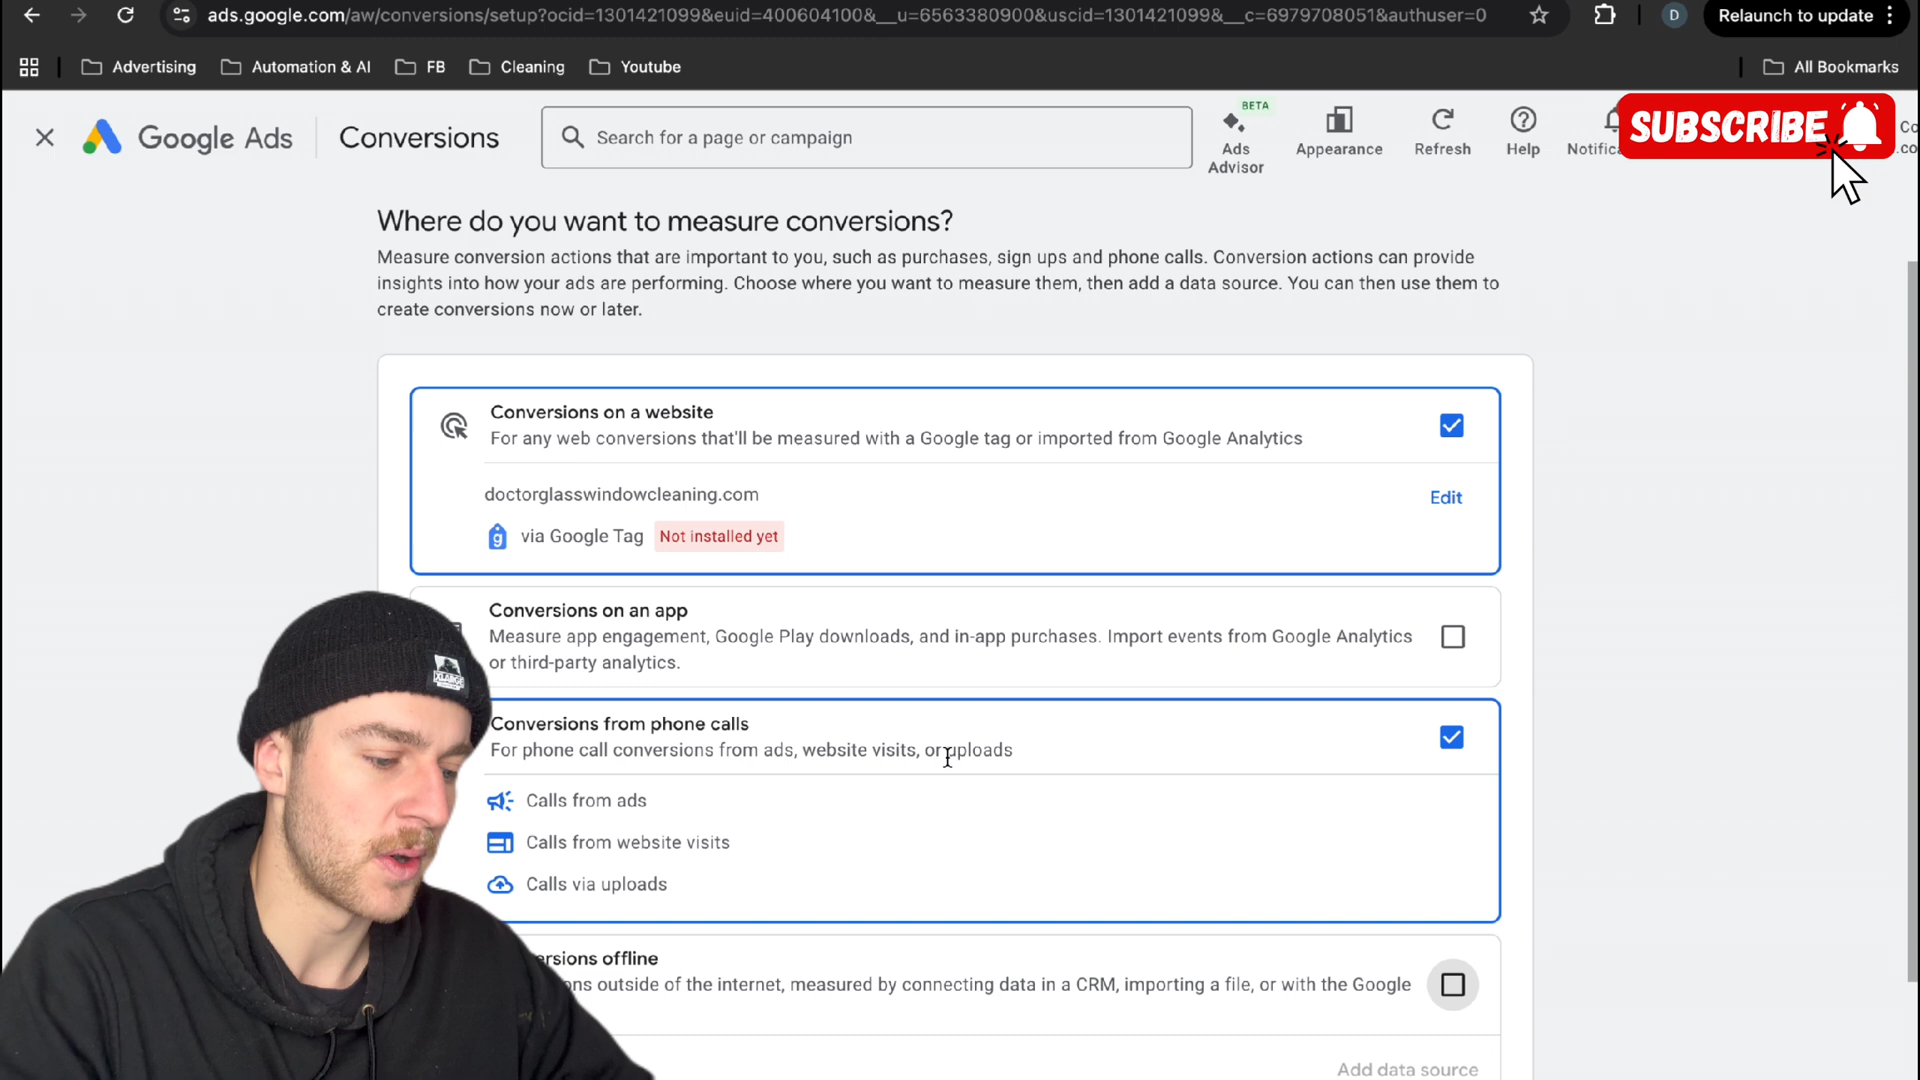 ads.google.com/aw/conversions/setup?ocid=1301421099&euid=400604100&__u=6563380900&uscid=1301421099&__c=6979708051&authuser=0
D
Relaunch to update
Advertising
Automation & AI
FB
Cleaning
Youtube
All Bookmarks
Google Ads
Conversions
Search for a page or campaign
BETA
Ads
Advisor
Appearance
Refresh
Help
SUBSCRIBE
Where do you want to measure conversions?
Measure conversion actions that are important to you, such as purchases, sign ups and phone calls. Conversion actions can provide
insights into how your ads are performing. Choose where you want to measure them, then add a data source. You can then use them to
create conversions now or later.
Conversions on a website
For any web conversions that'll be measured with a Google tag or imported from Google Analytics
doctorglasswindowcleaning.com
Edit
g
via Google Tag
Not installed yet
Conversions on an app
Measure app engagement, Google Play downloads, and in-app purchases. Import events from Google Analytics
or third-party analytics.
Conversions from phone calls
For phone call conversions from ads, website visits, or uploads
Calls from ads
Calls from website visits
Calls via uploads
offline
outside of the internet, measured by connecting data in a CRM, importing a file, or with the Google
Add data source
XLARGE